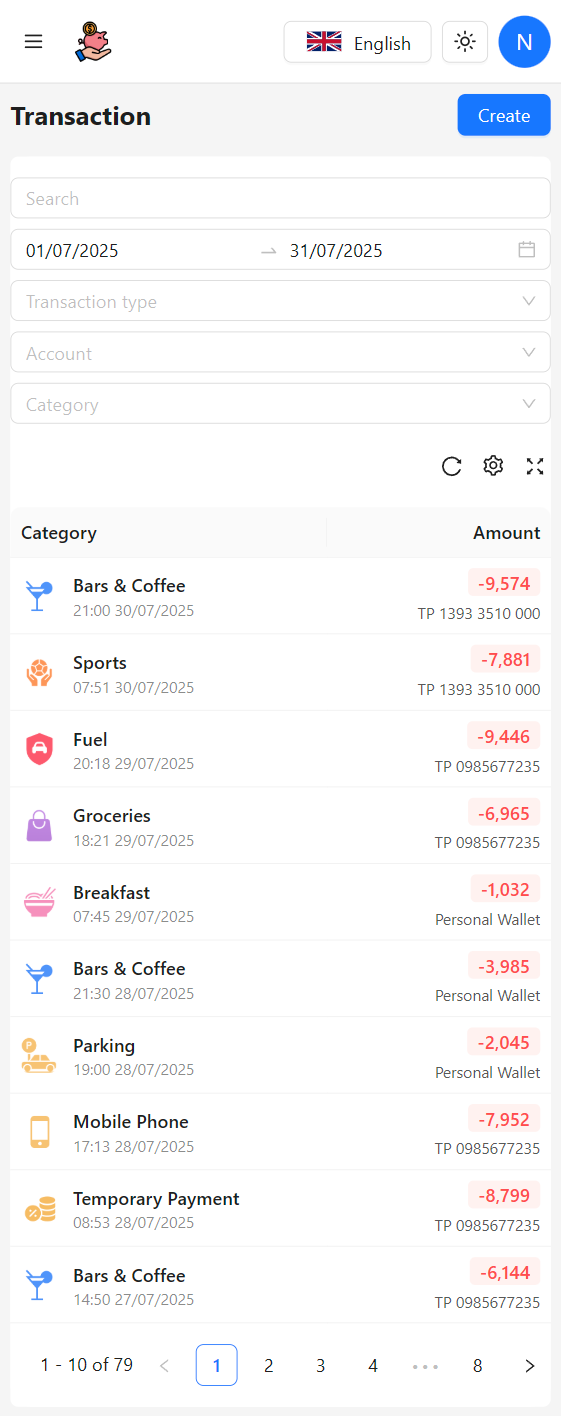 English
N
Transaction
Create
Search
01/07/2025 31/07/2025
Transaction type
Account
Category
Category Amount
Bars & Coffee -9,574
21:00 30/07/2025 TP 1393 3510 000
Sports -7,881
07:51 30/07/2025 TP 1393 3510 000
Fuel -9,446
20:18 29/07/2025 TP 0985677235
Groceries -6,965
18:21 29/07/2025 TP 0985677235
Breakfast -1,032
07:45 29/07/2025 Personal Wallet
Bars & Coffee -3,985
21:30 28/07/2025 Personal Wallet
P
Parking -2,045
19:00 28/07/2025 Personal Wallet
Mobile Phone -7,952
17:13 28/07/2025 TP 0985677235
Temporary Payment -8,799
08:53 28/07/2025 TP 0985677235
Bars & Coffee -6,144
14:50 27/07/2025 TP 0985677235
1 - 10 of 79 < 1 2 3 4 ••• 8 >